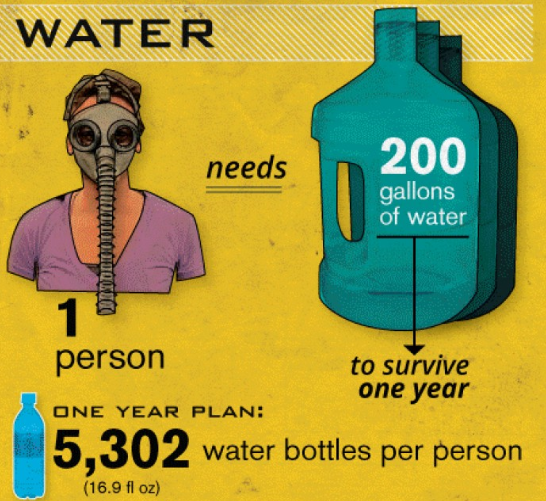 WATER
1
person
needs
200
gallons
of water
to survive
one year
ONE YEAR PLAN:
5,302 water bottles per person
(16.9 fl oz)